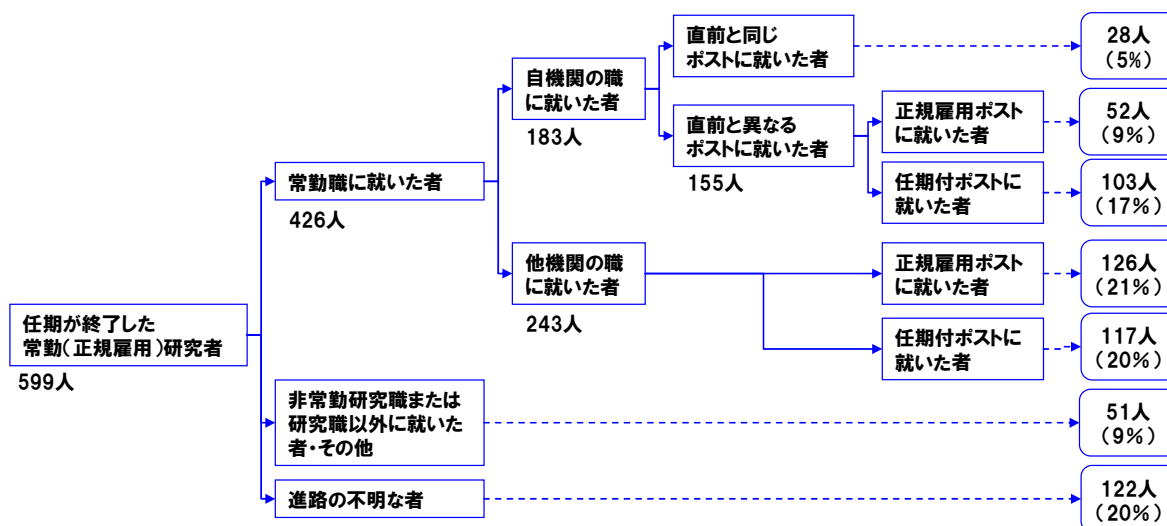 直前と同じ
ポストに就いた者
28人
(5%)
自機関の職
に就いた者
183人
直前と異なる
ポストに就いた者
155人
正規雇用ポスト
に就いた者
52人
(9%)
任期付ポストに
就いた者
103人
(17%)
常勤職に就いた者
426人
他機関の職
に就いた者
243人
正規雇用ポスト
に就いた者
126人
(21%)
任期付ポストに
就いた者
117人
(20%)
任期が終了した
常勤(正規雇用)研究者
599人
非常勤研究職または
研究職以外に就いた
者・その他
51人
(9%)
進路の不明な者
122人
(20%)